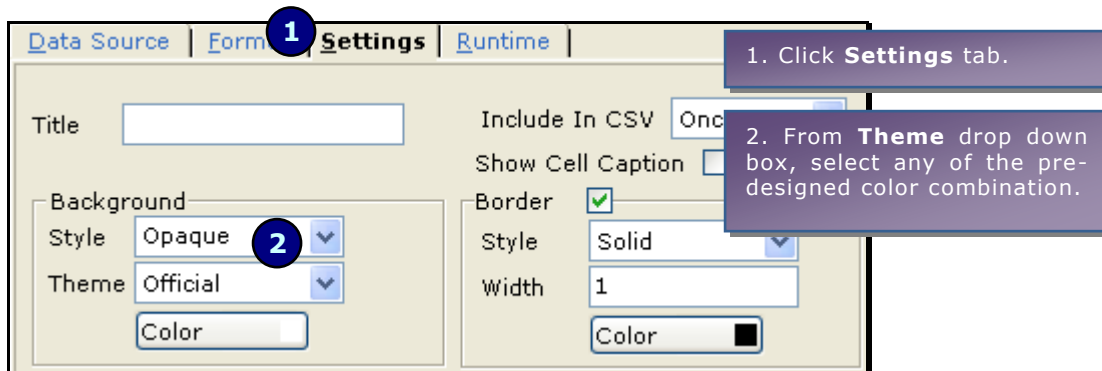 Data Source Form 1 Settings Runtime
1. Click Settings tab.
Title
Include In CSV Onc
Show Cell Caption
2. From Theme drop down
box, select any of the pre-
designed color combination.
Background
Border
Style Opaque 2
Style Solid
Theme Official
Width 1
Color
Color